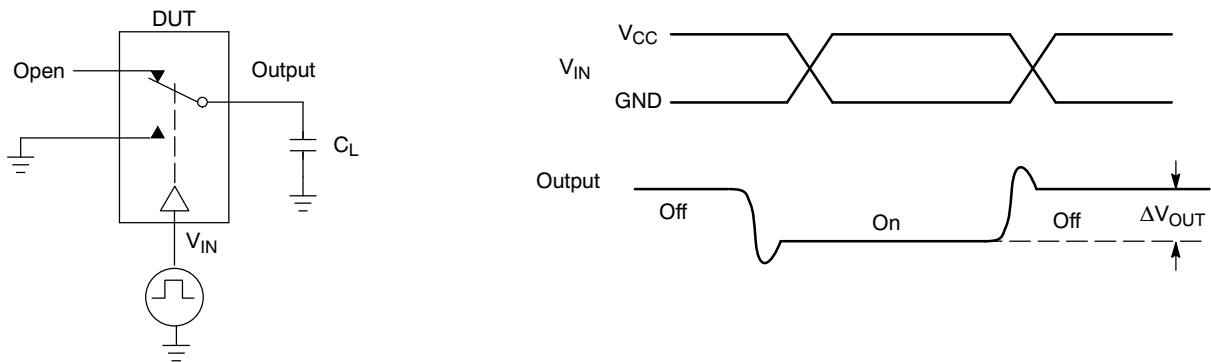 DUT
Open
Output
C_L
V_IN
V_CC
V_IN
GND
Output
Off
On
Off
ΔV_OUT